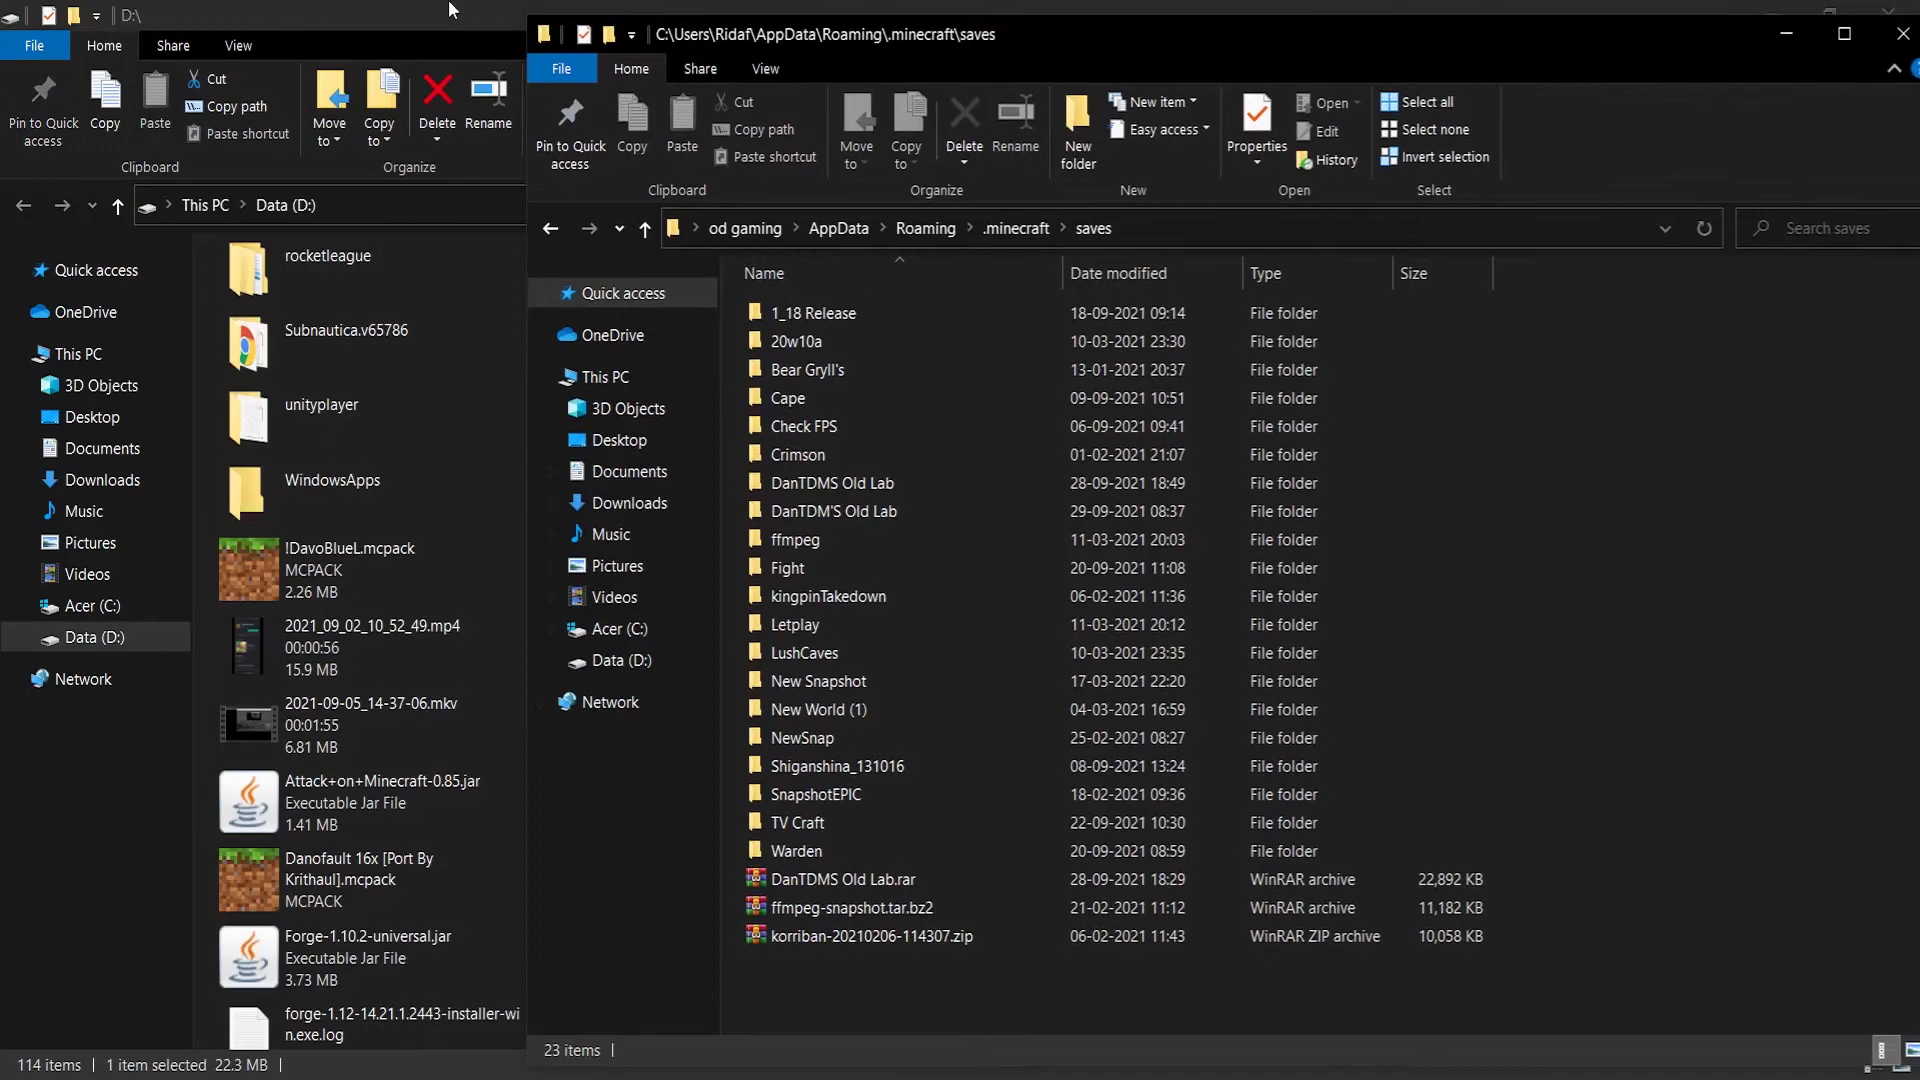 D:\
File Home Share View
Pin to Quick access
Copy
Paste
Cut
Copy path
Paste shortcut
Clipboard
Move to
Copy to
Delete
Rename
Organize
This PC Data (D:)
Quick access
OneDrive
This PC
3D Objects
Desktop
Documents
Downloads
Music
Pictures
Videos
Acer (C:)
Data (D:)
Network
rocketleague
Subnautica.v65786
unityplayer
WindowsApps
!DavoBlueL.mcpack
MCPACK
2.26 MB
2021_09_02_10_52_49.mp4
00:00:56
15.9 MB
2021-09-05_14-37-06.mkv
00:01:55
6.81 MB
Attack+on+Minecraft-0.85.jar
Executable Jar File
1.41 MB
Danofault 16x [Port By
Krithaul].mcpack
MCPACK
Forge-1.10.2-universal.jar
Executable Jar File
3.73 MB
forge-1.12-14.21.1.2443-installer-wi
n.exe.log
114 items 1 item selected 22.3 MB
C:\Users\Ridaf\AppData\Roaming\.minecraft\saves
File Home Share View
Pin to Quick access
Copy
Paste
Cut
Copy path
Paste shortcut
Clipboard
Move to
Copy to
Delete
Rename
Organize
New folder
New item
Easy access
New
Properties
Open
Edit
History
Open
Select all
Select none
Invert selection
Select
od gaming AppData Roaming .minecraft saves
Search saves
Quick access
OneDrive
This PC
3D Objects
Desktop
Documents
Downloads
Music
Pictures
Videos
Acer (C:)
Data (D:)
Network
Name Date modified Type Size
1_18 Release 18-09-2021 09:14 File folder
20w10a 10-03-2021 23:30 File folder
Bear Gryll's 13-01-2021 20:37 File folder
Cape 09-09-2021 10:51 File folder
Check FPS 06-09-2021 09:41 File folder
Crimson 01-02-2021 21:07 File folder
DanTDMS Old Lab 28-09-2021 18:49 File folder
DanTDM'S Old Lab 29-09-2021 08:37 File folder
ffmpeg 11-03-2021 20:03 File folder
Fight 20-09-2021 11:08 File folder
kingpinTakedown 06-02-2021 11:36 File folder
Letplay 11-03-2021 20:12 File folder
LushCaves 10-03-2021 23:35 File folder
New Snapshot 17-03-2021 22:20 File folder
New World (1) 04-03-2021 16:59 File folder
NewSnap 25-02-2021 08:27 File folder
Shiganshina_131016 08-09-2021 13:24 File folder
SnapshotEPIC 18-02-2021 09:36 File folder
TV Craft 22-09-2021 10:30 File folder
Warden 20-09-2021 08:59 File folder
DanTDMS Old Lab.rar 28-09-2021 18:29 WinRAR archive 22,892 KB
ffmpeg-snapshot.tar.bz2 21-02-2021 11:12 WinRAR archive 11,182 KB
korriban-20210206-114307.zip 06-02-2021 11:43 WinRAR ZIP archive 10,058 KB
23 items